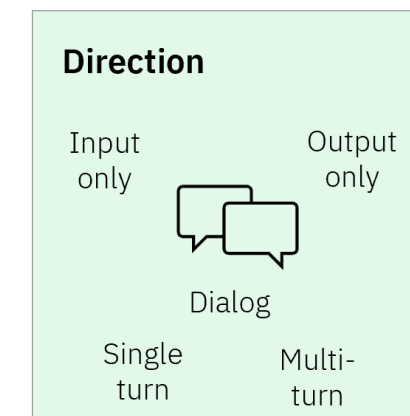 Direction
Input
only
Output
only
Dialog
Single
turn
Multi-
turn